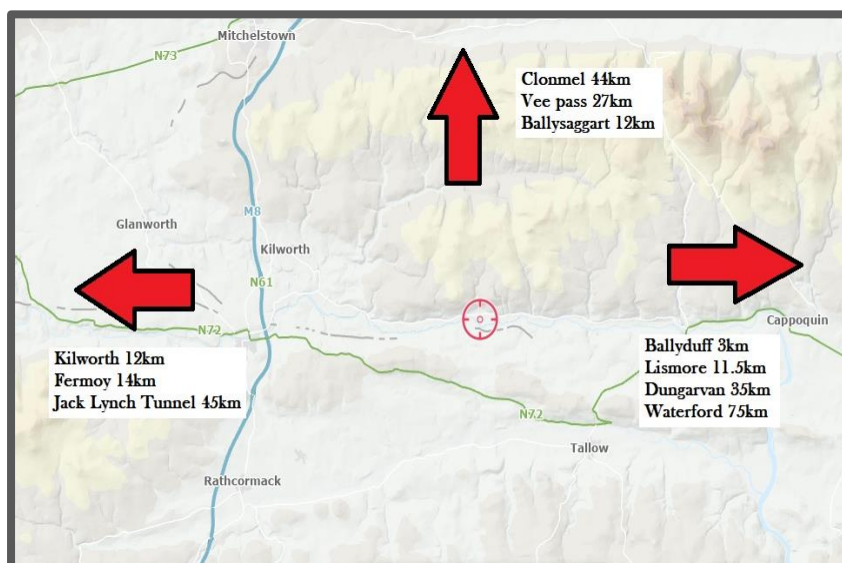 Mitchelstown
N73
Clonmel 44km
Vee pass 27km
Ballysaggart 12km
M8
Glanworth
Kilworth
N61
N72
Cappoquin
Kilworth 12km
Fermoy 14km
Jack Lynch Tunnel 45km
Ballyduff 3km
Lismore 11.5km
Dungarvan 35km
Waterford 75km
N72
Tallow
Rathcormack